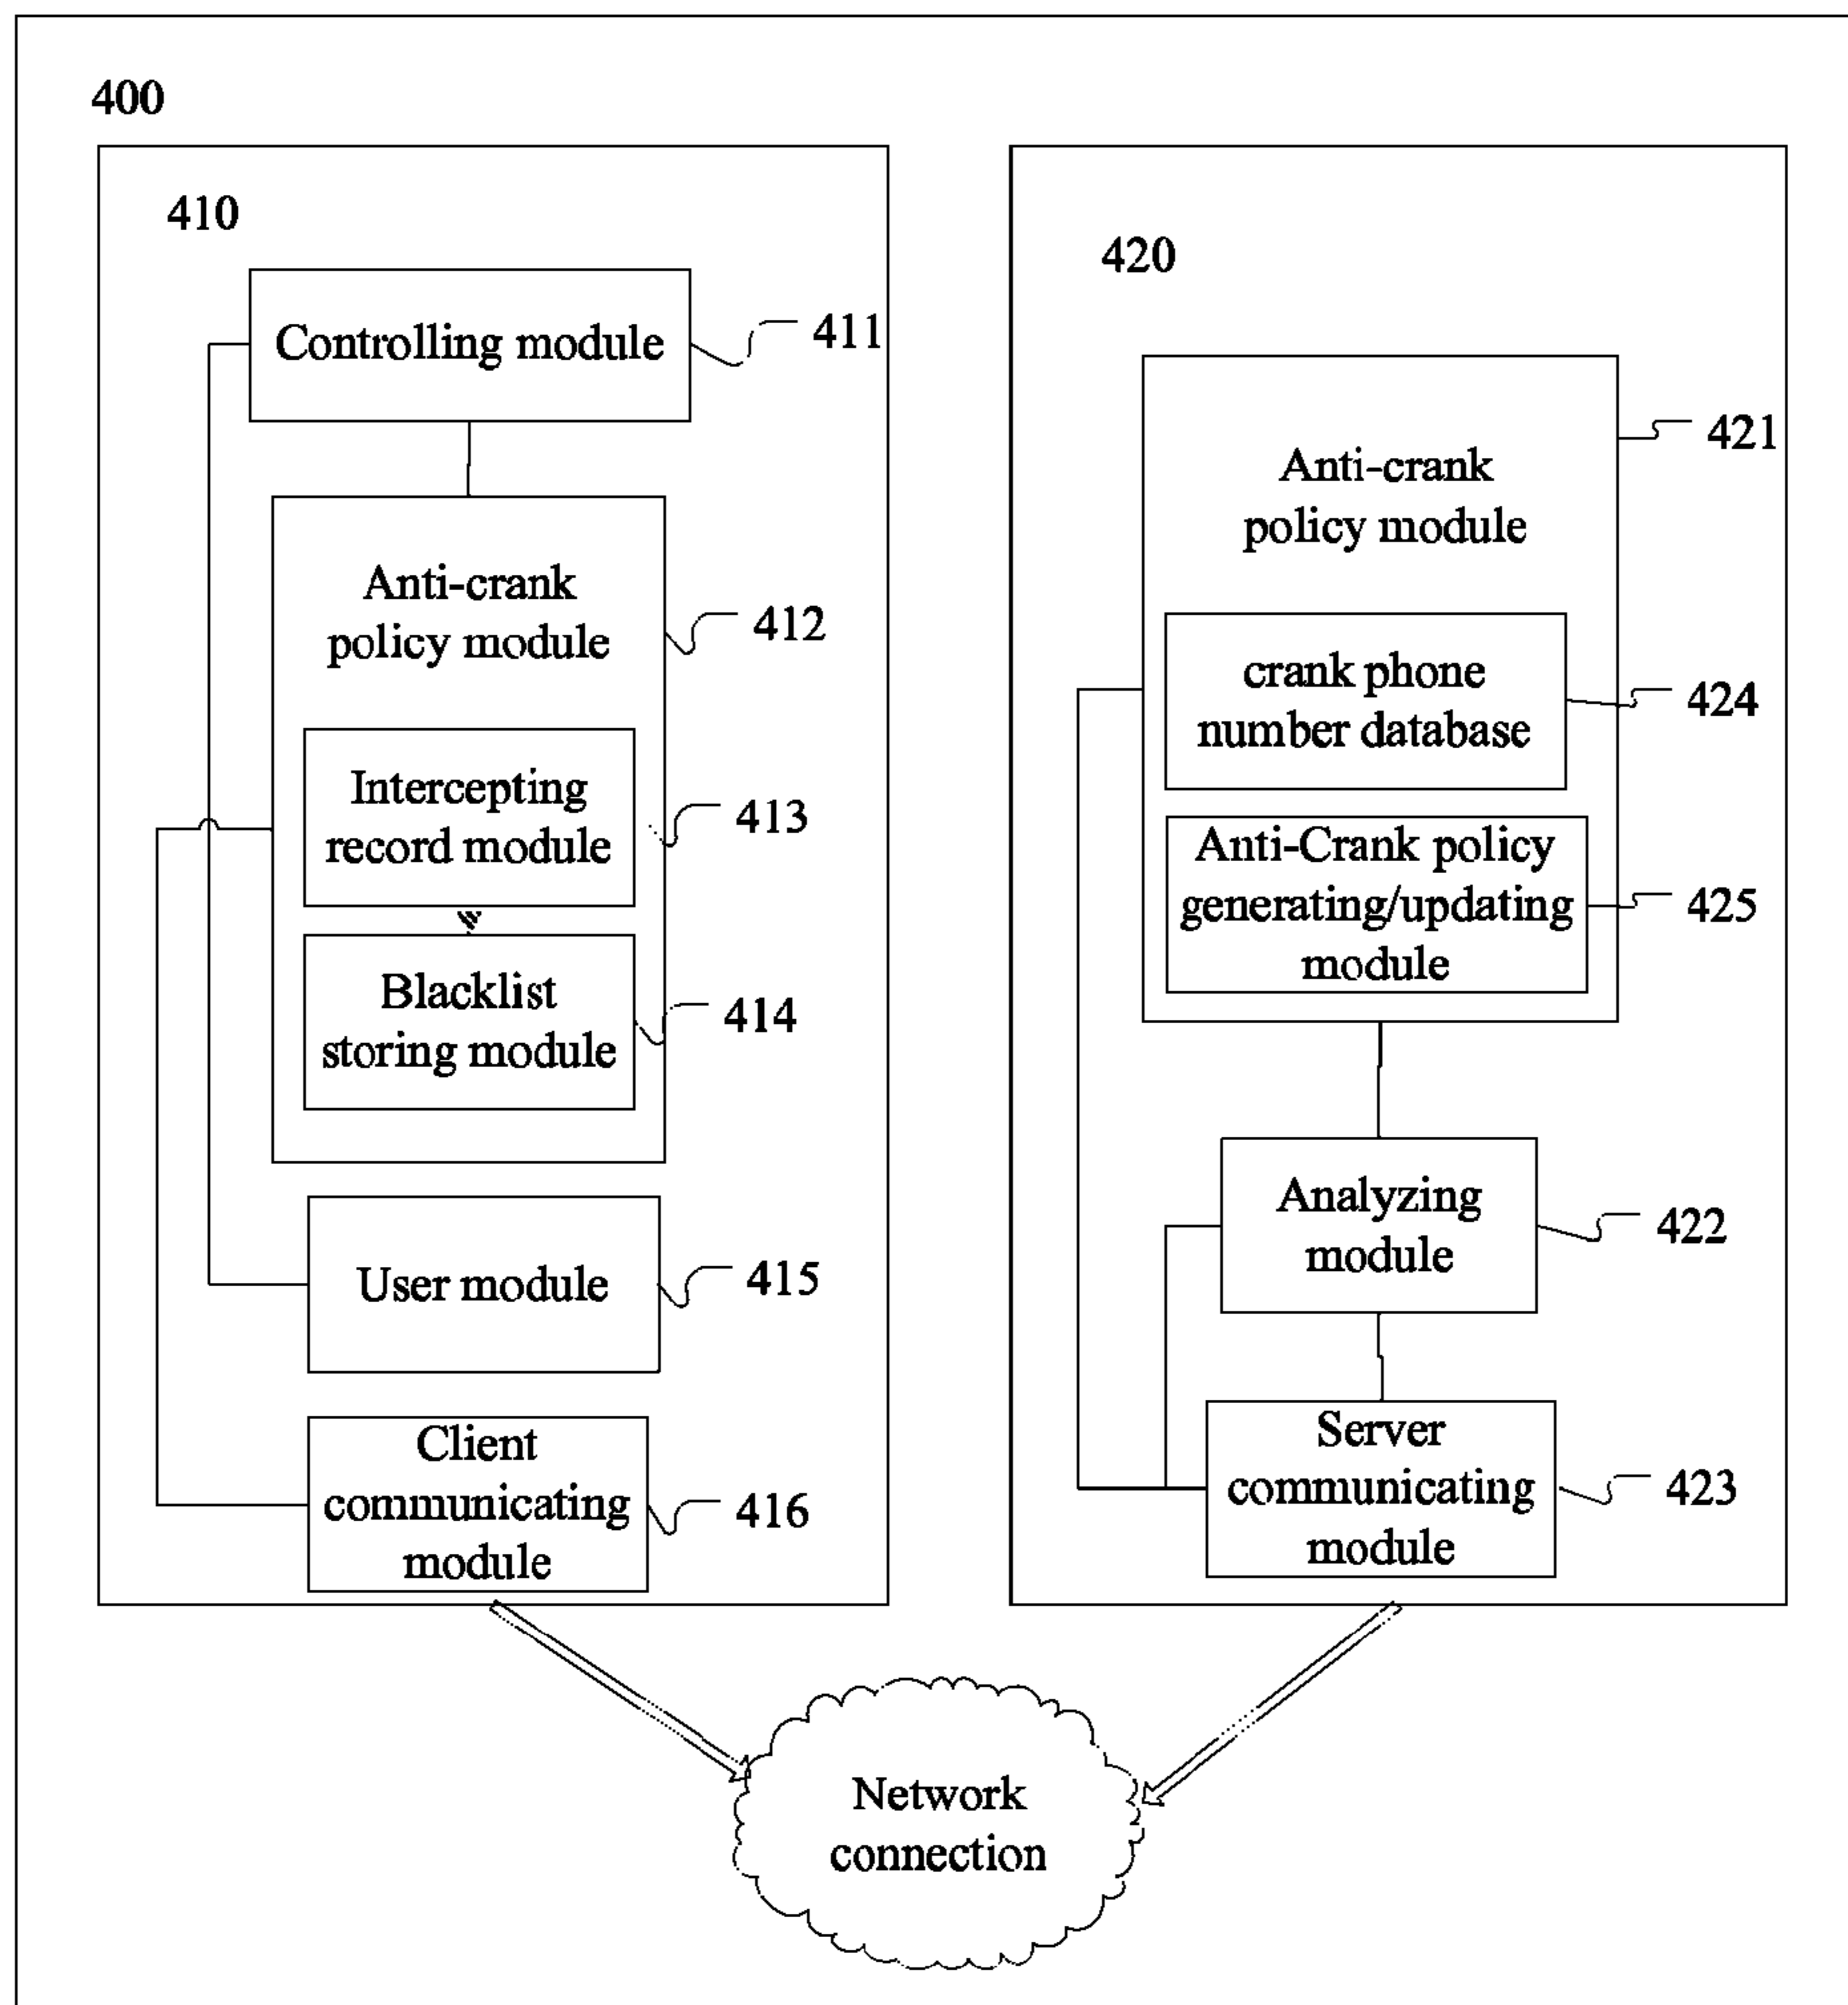 400
410
Controlling module
411
Anti-crank
policy module
412
Intercepting
record module
413
Blacklist
storing module
414
User module
415
Client
communicating
module
416
420
Anti-crank
policy module
421
crank phone
number database
424
Anti-Crank policy
generating/updating
module
425
Analyzing
module
422
Server
communicating
module
423
Network
connection